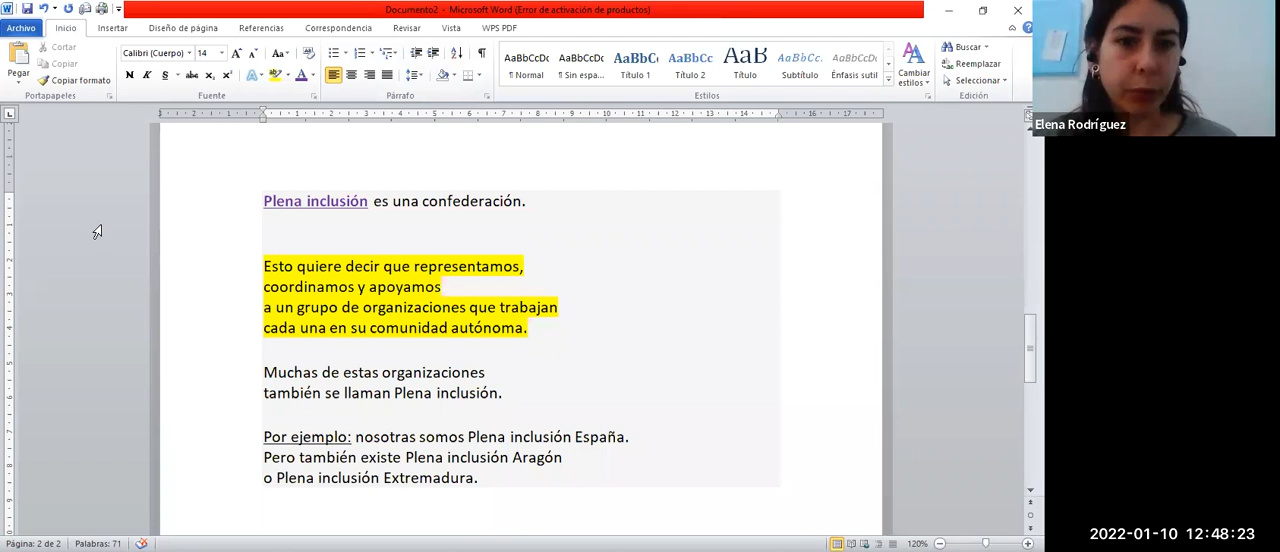 Documento2 - Microsoft Word (Error de activación de productos)
Archivo Inicio Insertar Diseño de página Referencias Correspondencia Revisar Vista WPS PDF
Pegar
Cortar
Copiar
Copiar formato
Portapapeles
Calibri (Cuerpo) 14
Fuente
Párrafo
AaBbCcDc AaBbCcDc AaBbC AaBbCc AaB AaBbCc. AaBbCcDc
¶ Normal ¶ Sin espa... Título 1 Título 2 Título Subtítulo Énfasis sutil
Estilos
Cambiar estilos
Buscar
Reemplazar
Seleccionar
Edición
Elena Rodríguez
Plena inclusión es una confederación.
Esto quiere decir que representamos,
coordinamos y apoyamos
a un grupo de organizaciones que trabajan
cada una en su comunidad autónoma.
Muchas de estas organizaciones
también se llaman Plena inclusión.
Por ejemplo: nosotras somos Plena inclusión España.
Pero también existe Plena inclusión Aragón
o Plena inclusión Extremadura.
Página: 2 de 2 Palabras: 71 120%
2022-01-10 12:48:23